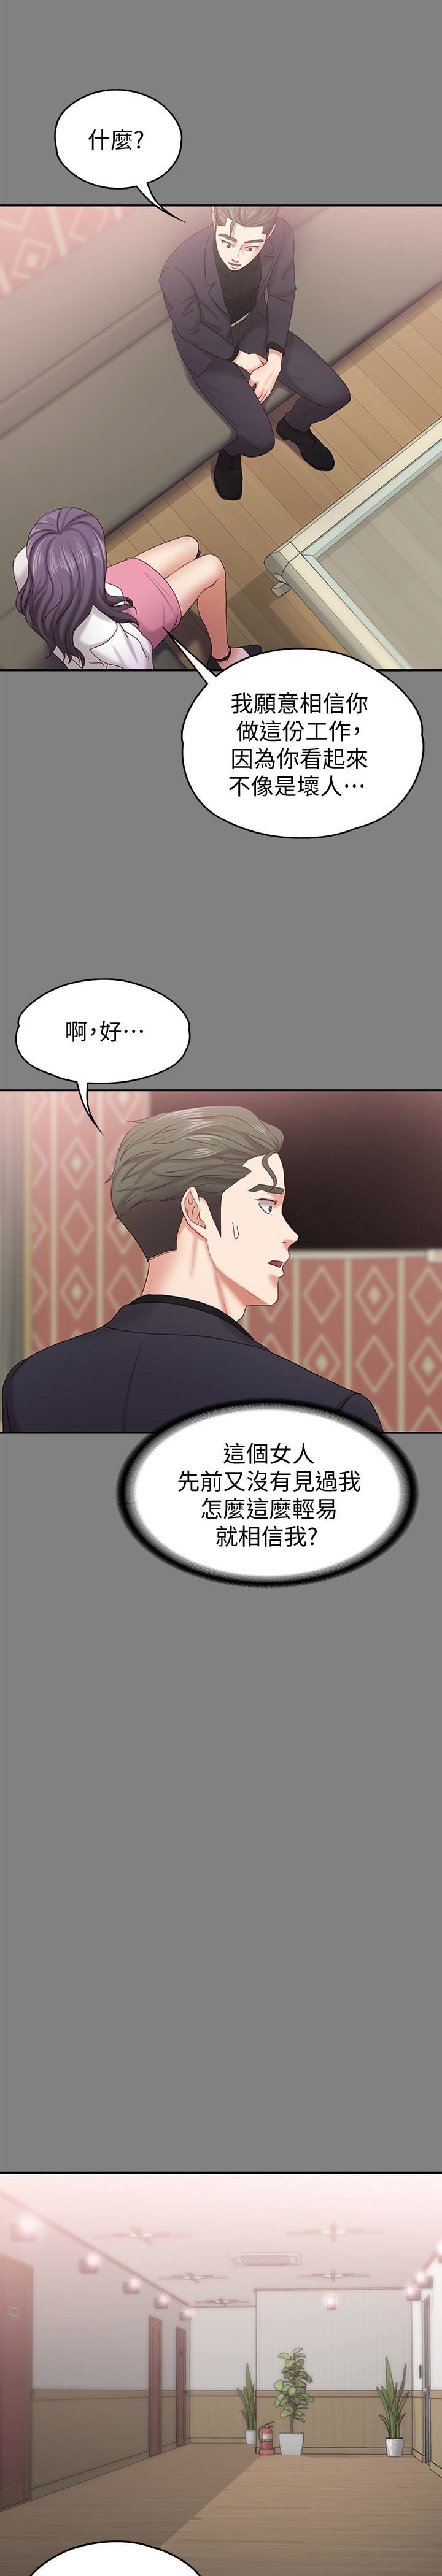 什麼?
我願意相信你
做這份工作,
因為你看起來
不像是壞人…
啊,好…
這個女人
先前又沒有見過我
怎麼這麼輕易
就相信我?